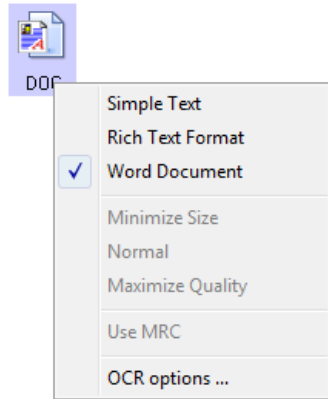 DOC
Simple Text
Rich Text Format
Word Document
Minimize Size
Normal
Maximize Quality
Use MRC
OCR options ...